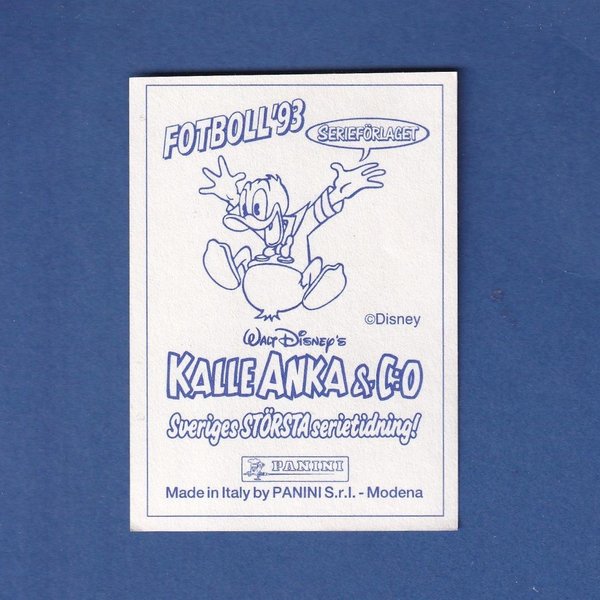 FOTBOLL'93
SERIEFÖRLAGET
©Disney
WALT DISNEY'S
KALLE ANKA & C:O
Sveriges STÖRSTA serietidning!
PANINI
Made in Italy by PANINI S.r.l. - Modena